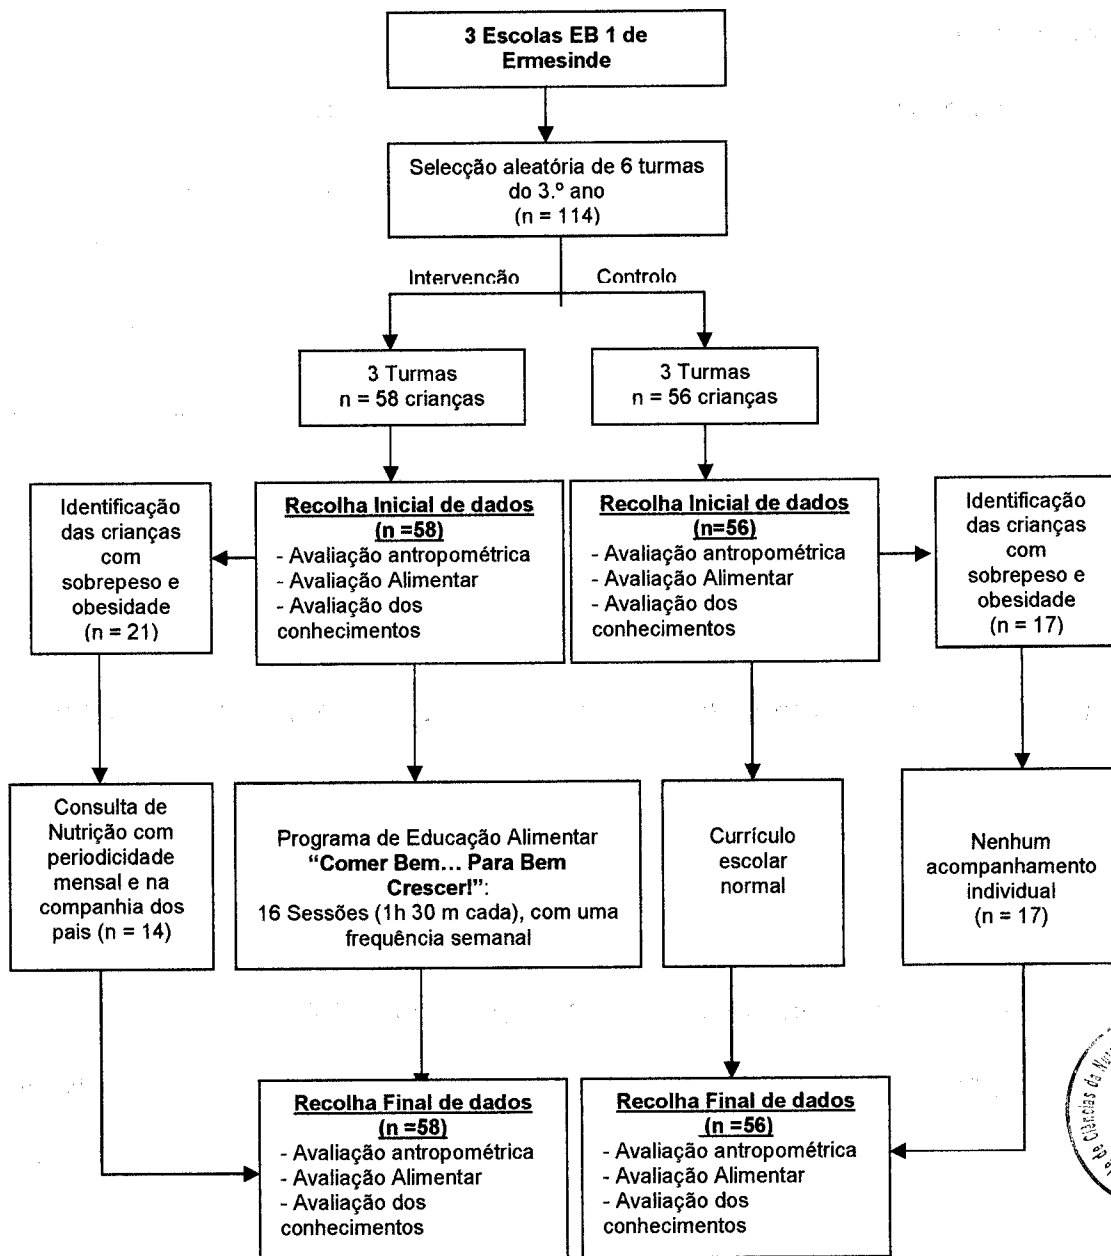 3 Escolas EB 1 de
Ermesinde
Selecção aleatória de 6 turmas
do 3.º ano
(n = 114)
Intervenção
Controlo
3 Turmas
n = 58 crianças
3 Turmas
n = 56 crianças
Identificação
das crianças
com
sobrepeso e
obesidade
(n = 21)
Recolha Inicial de dados
(n =58)
- Avaliação antropométrica
- Avaliação Alimentar
- Avaliação dos
conhecimentos
Recolha Inicial de dados
(n=56)
- Avaliação antropométrica
- Avaliação Alimentar
- Avaliação dos
conhecimentos
Identificação
das crianças
com
sobrepeso e
obesidade
(n = 17)
Consulta de
Nutrição com
periodicidade
mensal e na
companhia dos
pais (n = 14)
Programa de Educação Alimentar
“Comer Bem... Para Bem
Crescer!”:
16 Sessões (1h 30 m cada), com uma
frequência semanal
Currículo
escolar
normal
Nenhum
acompanhamento
individual
(n = 17)
Recolha Final de dados
(n =58)
- Avaliação antropométrica
- Avaliação Alimentar
- Avaliação dos
conhecimentos
Recolha Final de dados
(n =56)
- Avaliação antropométrica
- Avaliação Alimentar
- Avaliação dos
conhecimentos
de Ciências da